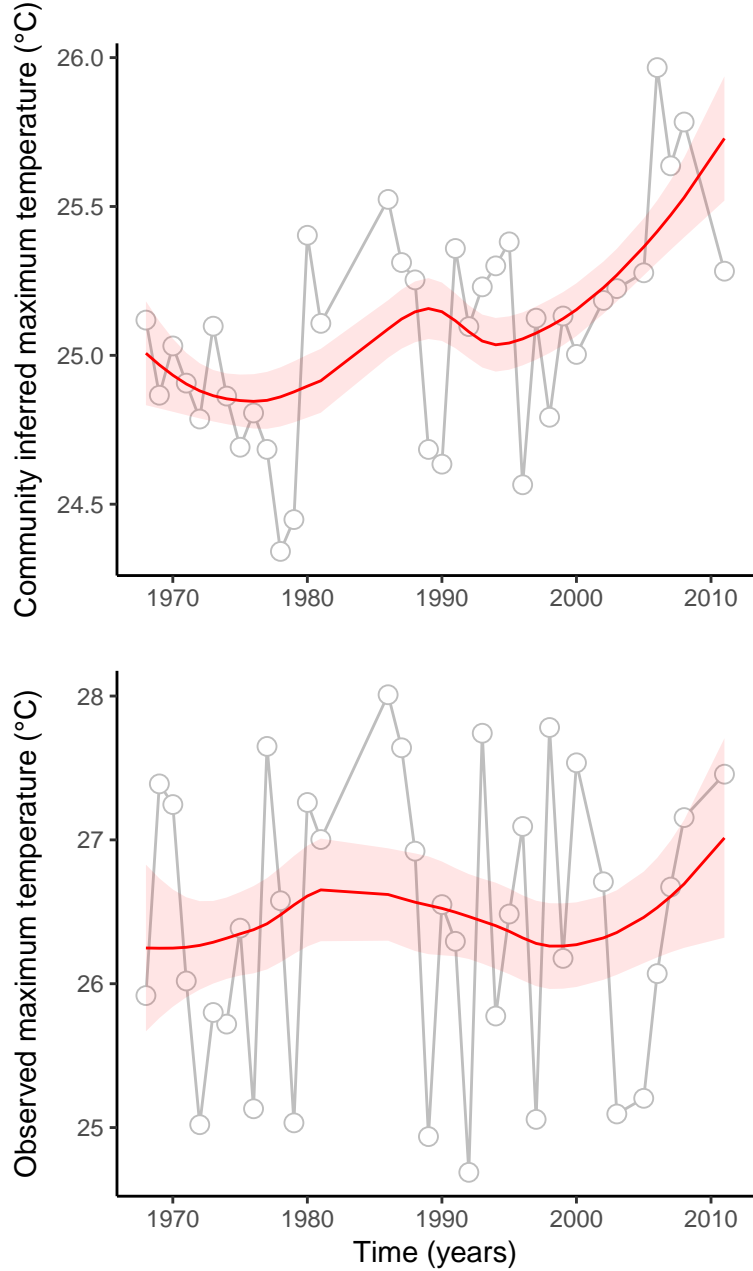 Community inferred maximum temperature (°C)
26.0
25.5
25.0
24.5
1970 1980 1990 2000 2010
Observed maximum temperature (°C)
28
27
26
25
1970 1980 1990 2000 2010
Time (years)